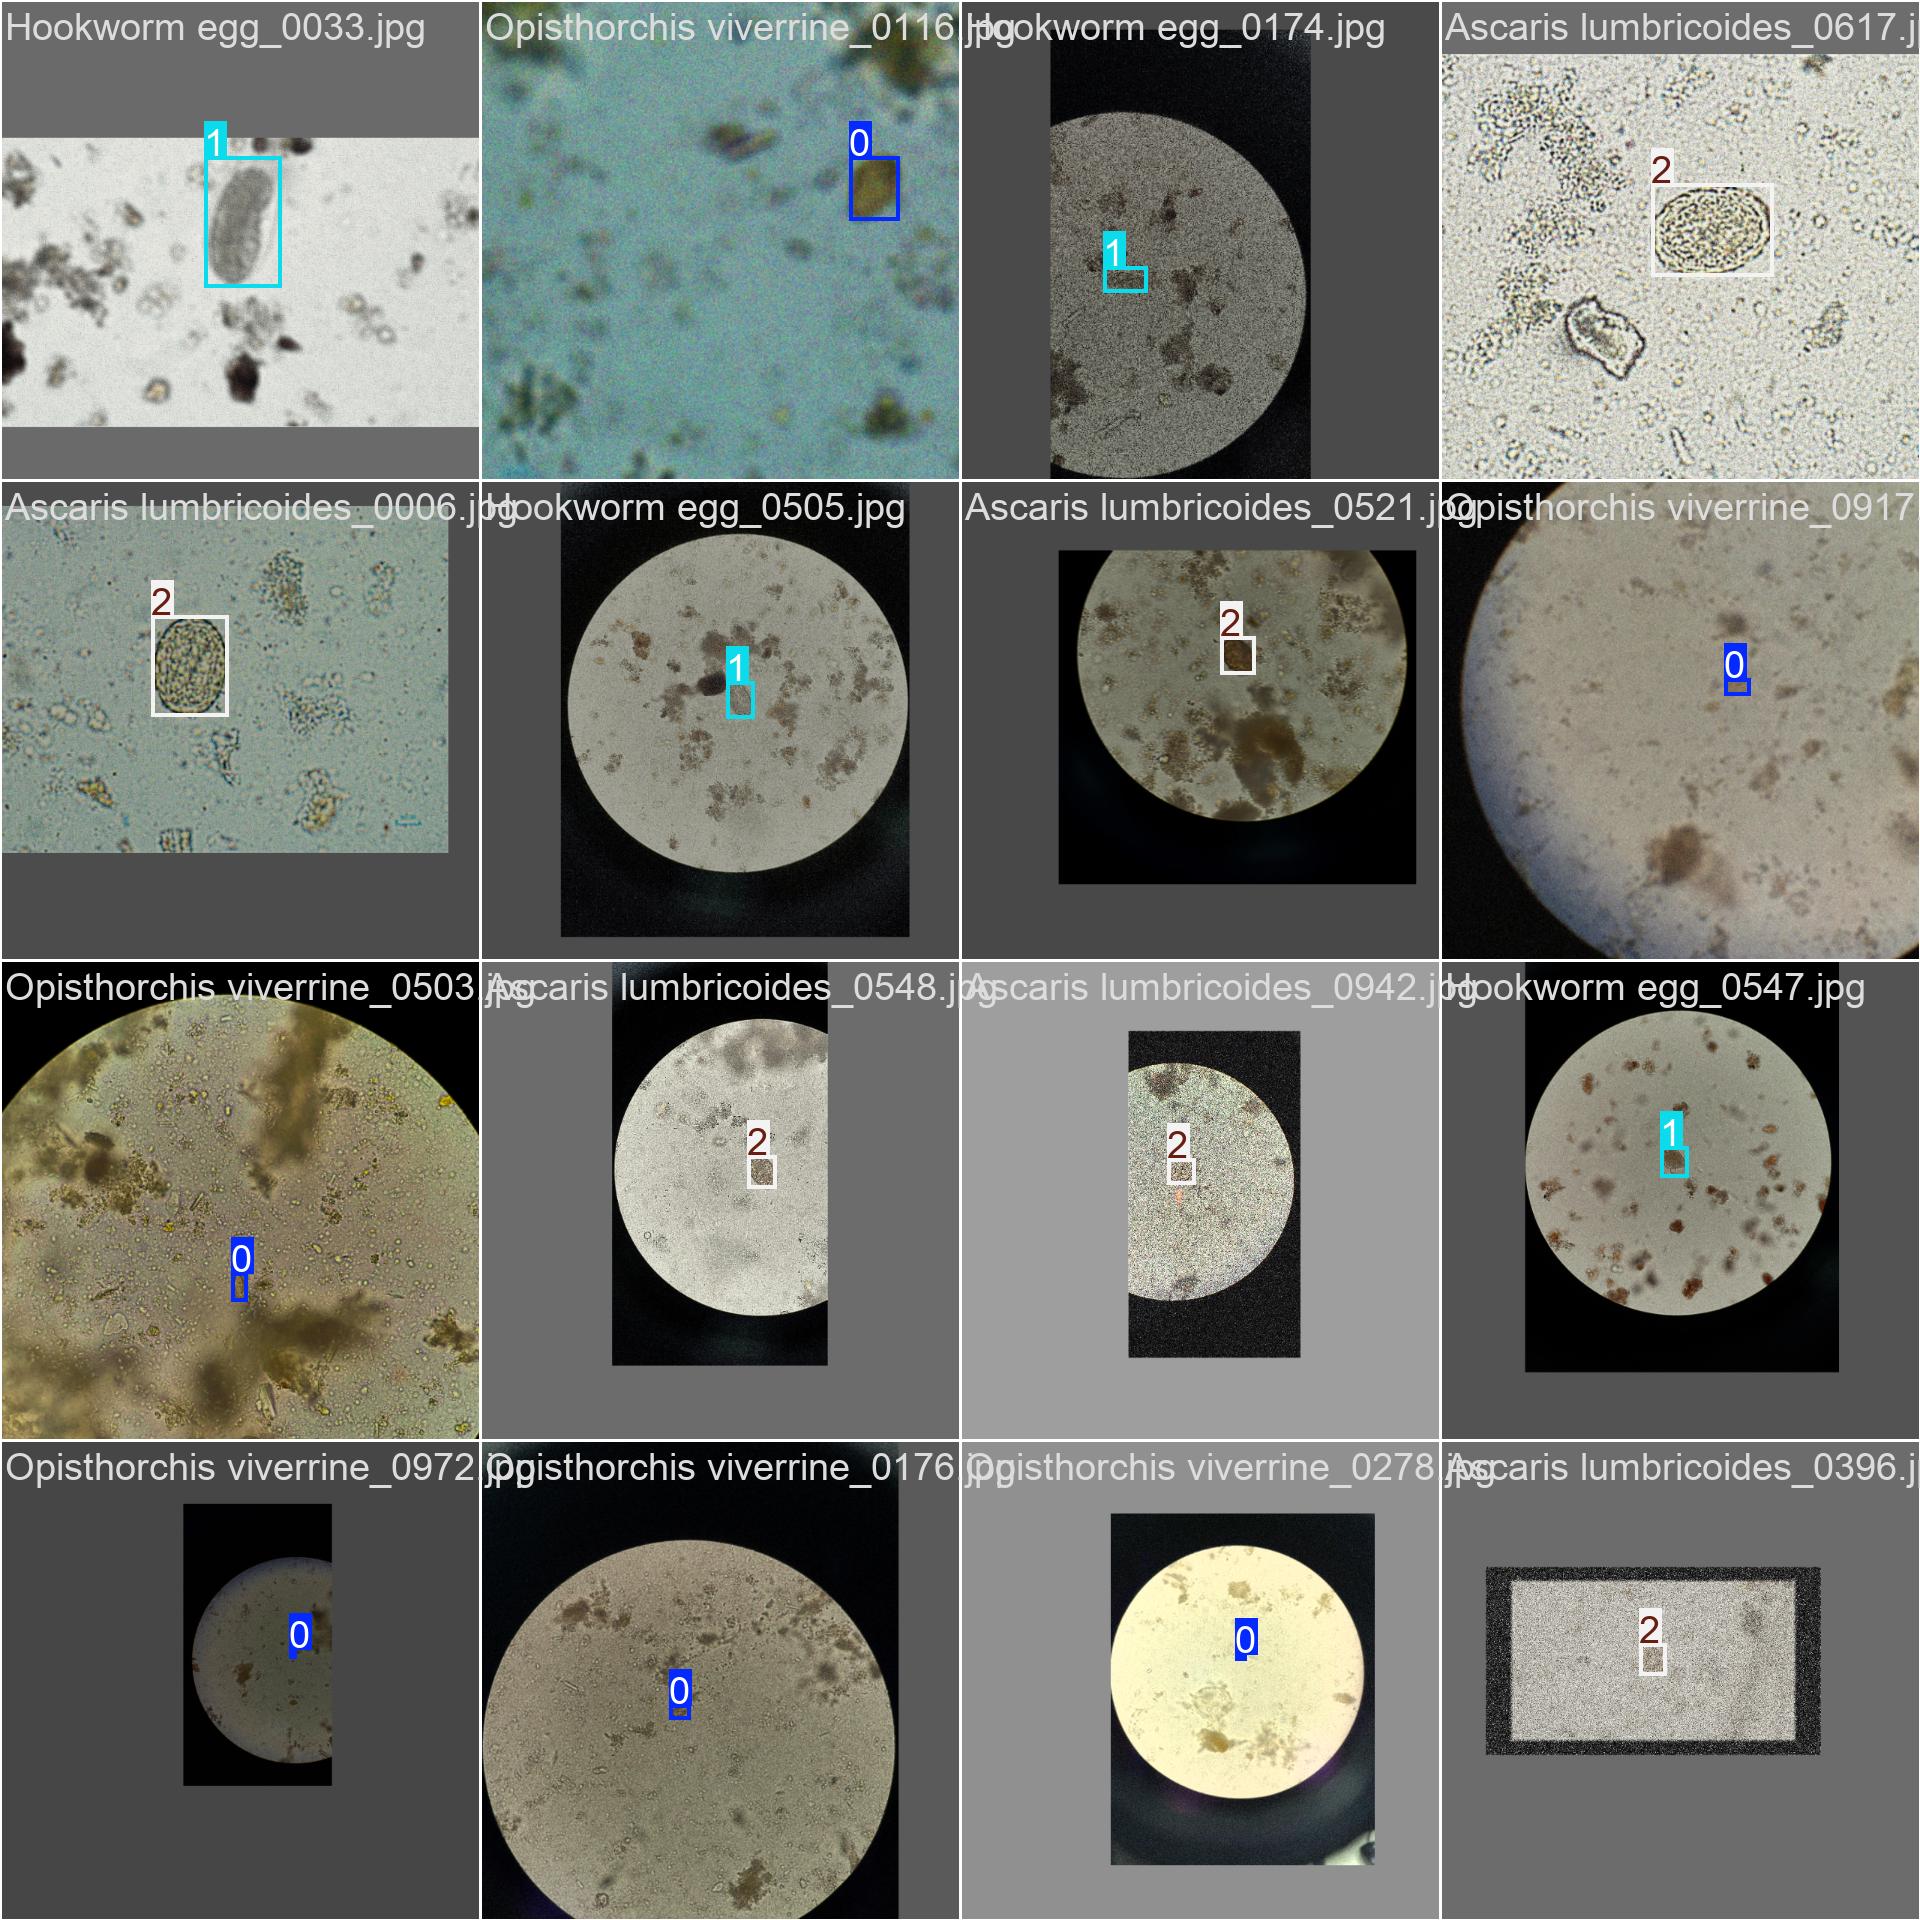 Hookworm egg_0033.jpg
Opisthorchis viverrine_0116.jpg
Hookworm egg_0174.jpg
Ascaris lumbricoides_0617.j
1
0
1
2
Ascaris lumbricoides_0006.jpg
Hookworm egg_0505.jpg
Ascaris lumbricoides_0521.jpg
Opisthorchis viverrine_0917
2
1
2
0
Opisthorchis viverrine_0503.jpg
Ascaris lumbricoides_0548.jpg
Ascaris lumbricoides_0942.jpg
Hookworm egg_0547.jpg
0
2
2
1
Opisthorchis viverrine_0972.jpg
Opisthorchis viverrine_0176.jpg
Opisthorchis viverrine_0278.jpg
Ascaris lumbricoides_0396.j
0
0
0
2